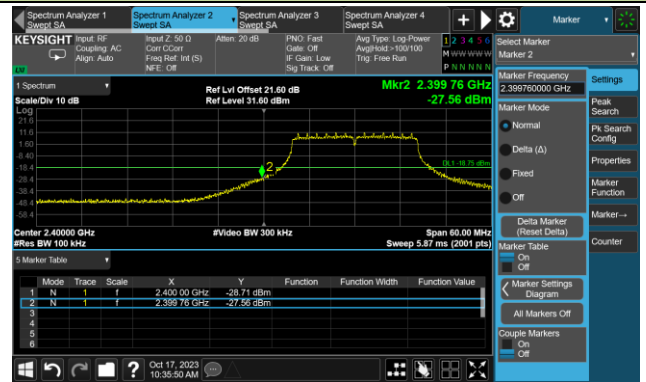 Spectrum Analyzer 1
Swept SA
Spectrum Analyzer 2
Swept SA
Spectrum Analyzer 3
Swept SA
Spectrum Analyzer 4
Swept SA
Marker
KEYSIGHT
Input: RF
Coupling: AC
Align: Auto
Input Z: 50 Ω
Corr CCorr
Freq Ref: Int (S)
NFE: Off
Atten: 20 dB
PNO: Fast
Gate: Off
IF Gain: Low
Sig Track: Off
Avg Type: Log-Power
Avg|Hold:>100/100
Trig: Free Run
1 2 3 4 5 6
M W W W W W
P N N N N N
LW
Select Marker
Marker 2
1 Spectrum
Scale/Div 10 dB
Log
Ref Lvl Offset 21.60 dB
Ref Level 31.60 dBm
Mkr2 2.399 76 GHz
-27.56 dBm
21.6
11.6
1.60
-8.40
-18.4
-28.4
-38.4
-48.4
-58.4
2
DL1 -18.75 dBm
Center 2.40000 GHz
#Res BW 100 kHz
#Video BW 300 kHz
Span 60.00 MHz
Sweep 5.87 ms (2001 pts)
5 Marker Table
Mode Trace Scale X Y Function Function Width Function Value
1 N 1 f 2.400 00 GHz -28.71 dBm
2 N 1 f 2.399 76 GHz -27.56 dBm
3
4
5
6
Marker Frequency
2.399760000 GHz
Marker Mode
Normal
Delta (Δ)
Fixed
Off
Delta Marker
(Reset Delta)
Marker Table
On
Off
Marker Settings
Diagram
All Markers Off
Couple Markers
On
Off
Settings
Peak
Search
Pk Search
Config
Properties
Marker
Function
Marker→
Counter
?
Oct 17, 2023
10:35:50 AM